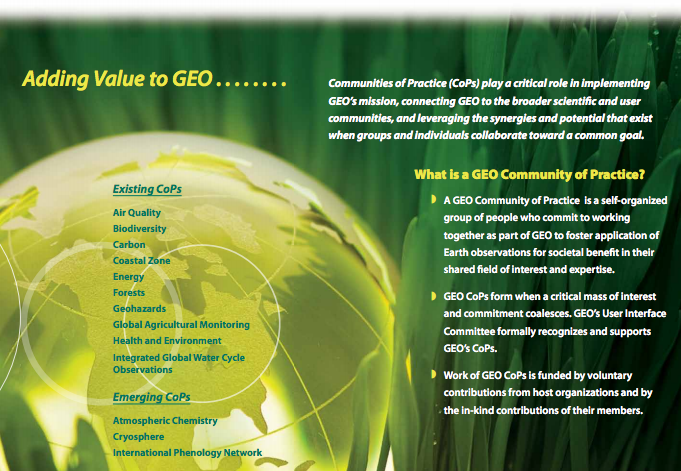 Adding Value to GEO . . . . . . . .
Communities of Practice (CoPs) play a critical role in implementing
GEO's mission, connecting GEO to the broader scientific and user
communities, and leveraging the synergies and potential that exist
when groups and individuals collaborate toward a common goal.
Existing CoPs
Air Quality
Biodiversity
Carbon
Coastal Zone
Energy
Forests
Geohazards
Global Agricultural Monitoring
Health and Environment
Integrated Global Water Cycle
Observations
Emerging CoPs
Atmospheric Chemistry
Cryosphere
International Phenology Network
What is a GEO Community of Practice?
A GEO Community of Practice is a self-organized
group of people who commit to working
together as part of GEO to foster application of
Earth observations for societal benefit in their
shared field of interest and expertise.
GEO CoPs form when a critical mass of interest
and commitment coalesces. GEO's User Interface
Committee formally recognizes and supports
GEO's CoPs.
Work of GEO CoPs is funded by voluntary
contributions from host organizations and by
the in-kind contributions of their members.